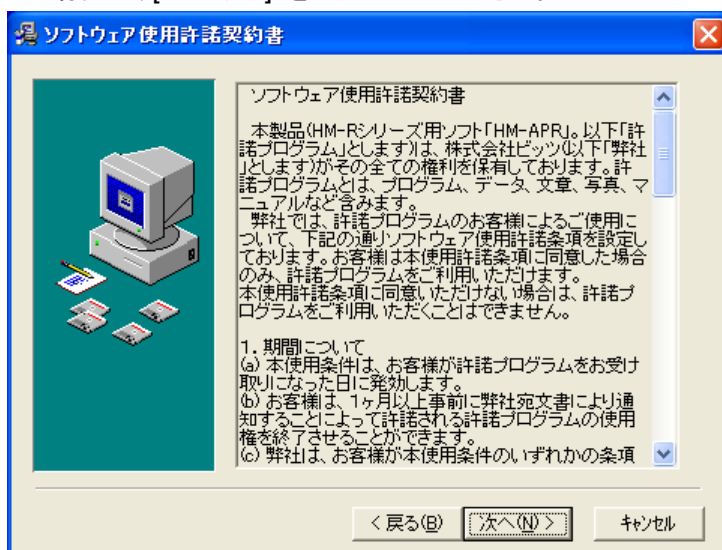 ソフトウェア使用許諾契約書
ソフトウェア使用許諾契約書
本製品(HM-Rシリーズ用ソフト「HM-APR」。以下「許
諾プログラム」とします)は、株式会社ビッツ(以下「弊社
」とします)がその全ての権利を保有しております。許
諾プログラムとは、プログラム、データ、文章、写真、マ
ニュアルなど含みます。
弊社では、許諾プログラムのお客様によるご使用に
ついて、下記の通りソフトウェア使用許諾条項を設定し
ております。お客様は本使用許諾条項に同意した場合
のみ、許諾プログラムをご利用いただけます。
本使用許諾条項に同意いただけない場合は、許諾プ
ログラムをご利用いただくことはできません。
1. 期間について
(a) 本使用条件は、お客様が許諾プログラムをお受け
取りになった日に発効します。
(b) お客様は、1ヶ月以上事前に弊社宛文書により通
知することによって許諾される許諾プログラムの使用
権を終了させることができます。
(c) 弊社は、お客様が本使用条件のいずれかの条項
< 戻る(B) 次へ(N) > キャンセル